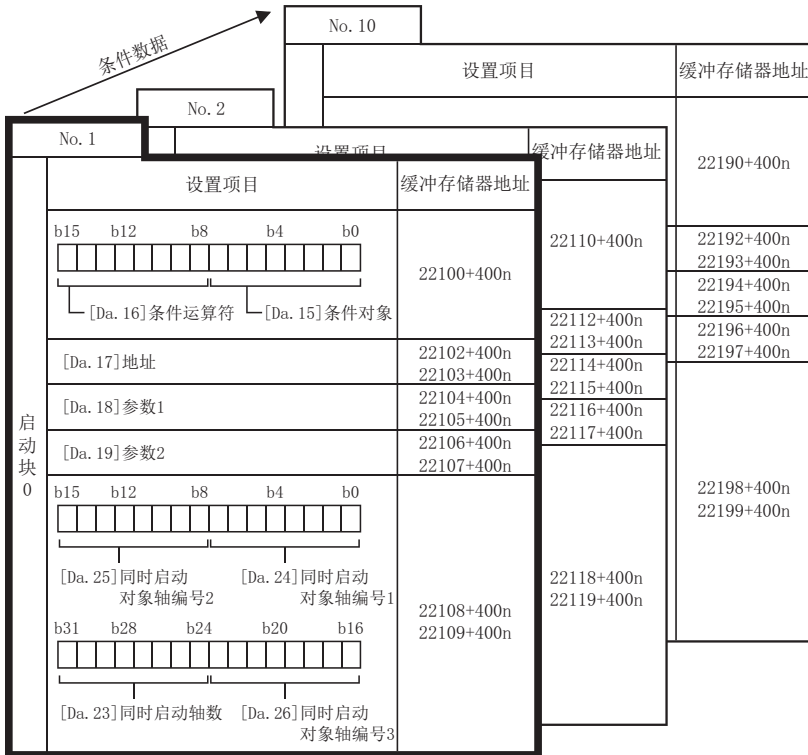 条件数据
No.10
设置项目
缓冲存储器地址
22190+400n
22192+400n
22193+400n
22194+400n
22195+400n
22196+400n
22197+400n
22198+400n
22199+400n
No.2
设置项目
缓冲存储器地址
22110+400n
22112+400n
22113+400n
22114+400n
22115+400n
22116+400n
22117+400n
22118+400n
22119+400n
No.1
设置项目
缓冲存储器地址
启动块0
b15 b12 b8 b4 b0
[Da.16]条件运算符 [Da.15]条件对象
22100+400n
[Da.17]地址
22102+400n
22103+400n
[Da.18]参数1
22104+400n
22105+400n
[Da.19]参数2
22106+400n
22107+400n
b15 b12 b8 b4 b0
[Da.25]同时启动 [Da.24]同时启动
对象轴编号2 对象轴编号1
22108+400n
22109+400n
b31 b28 b24 b20 b16
[Da.23]同时启动轴数 [Da.26]同时启动
对象轴编号3